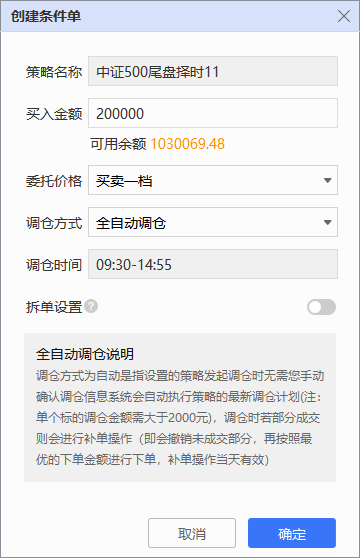 创建条件单
策略名称 中证500尾盘择时11
买入金额 200000
可用余额 1030069.48
委托价格 买卖一档
调仓方式 全自动调仓
调仓时间 09:30-14:55
拆单设置 ?
全自动调仓说明
调仓方式为自动是指设置的策略发起调仓时无需您手动
确认调仓信息系统会自动执行策略的最新调仓计划(注:
单个标的调仓金额需大于2000元)，调仓时若部分成交
则会进行补单操作（即会撤销未成交部分，再按照最
优的下单金额进行下单，补单操作当天有效）
取消 确定